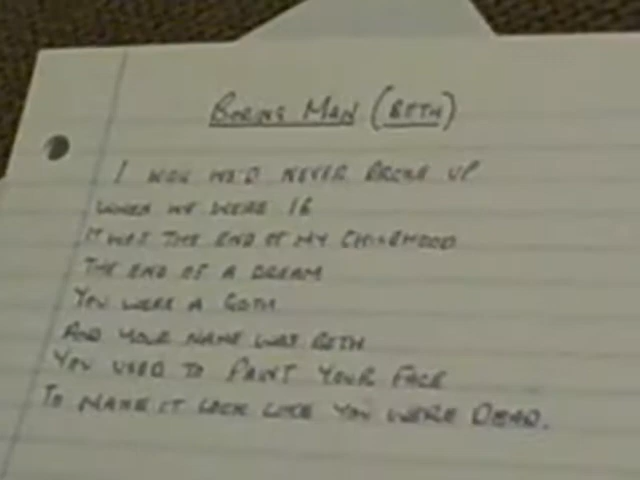 BORING MAN (BETH)
I WISH WE'D NEVER BROKE UP
WHEN WE WERE 16
IT WAS THE END OF MY CHILDHOOD
THE END OF A DREAM
YOU WERE A GOTH
AND YOUR NAME WAS BETH
YOU USED TO PAINT YOUR FACE
TO MAKE IT LOOK LIKE YOU WERE DEAD.